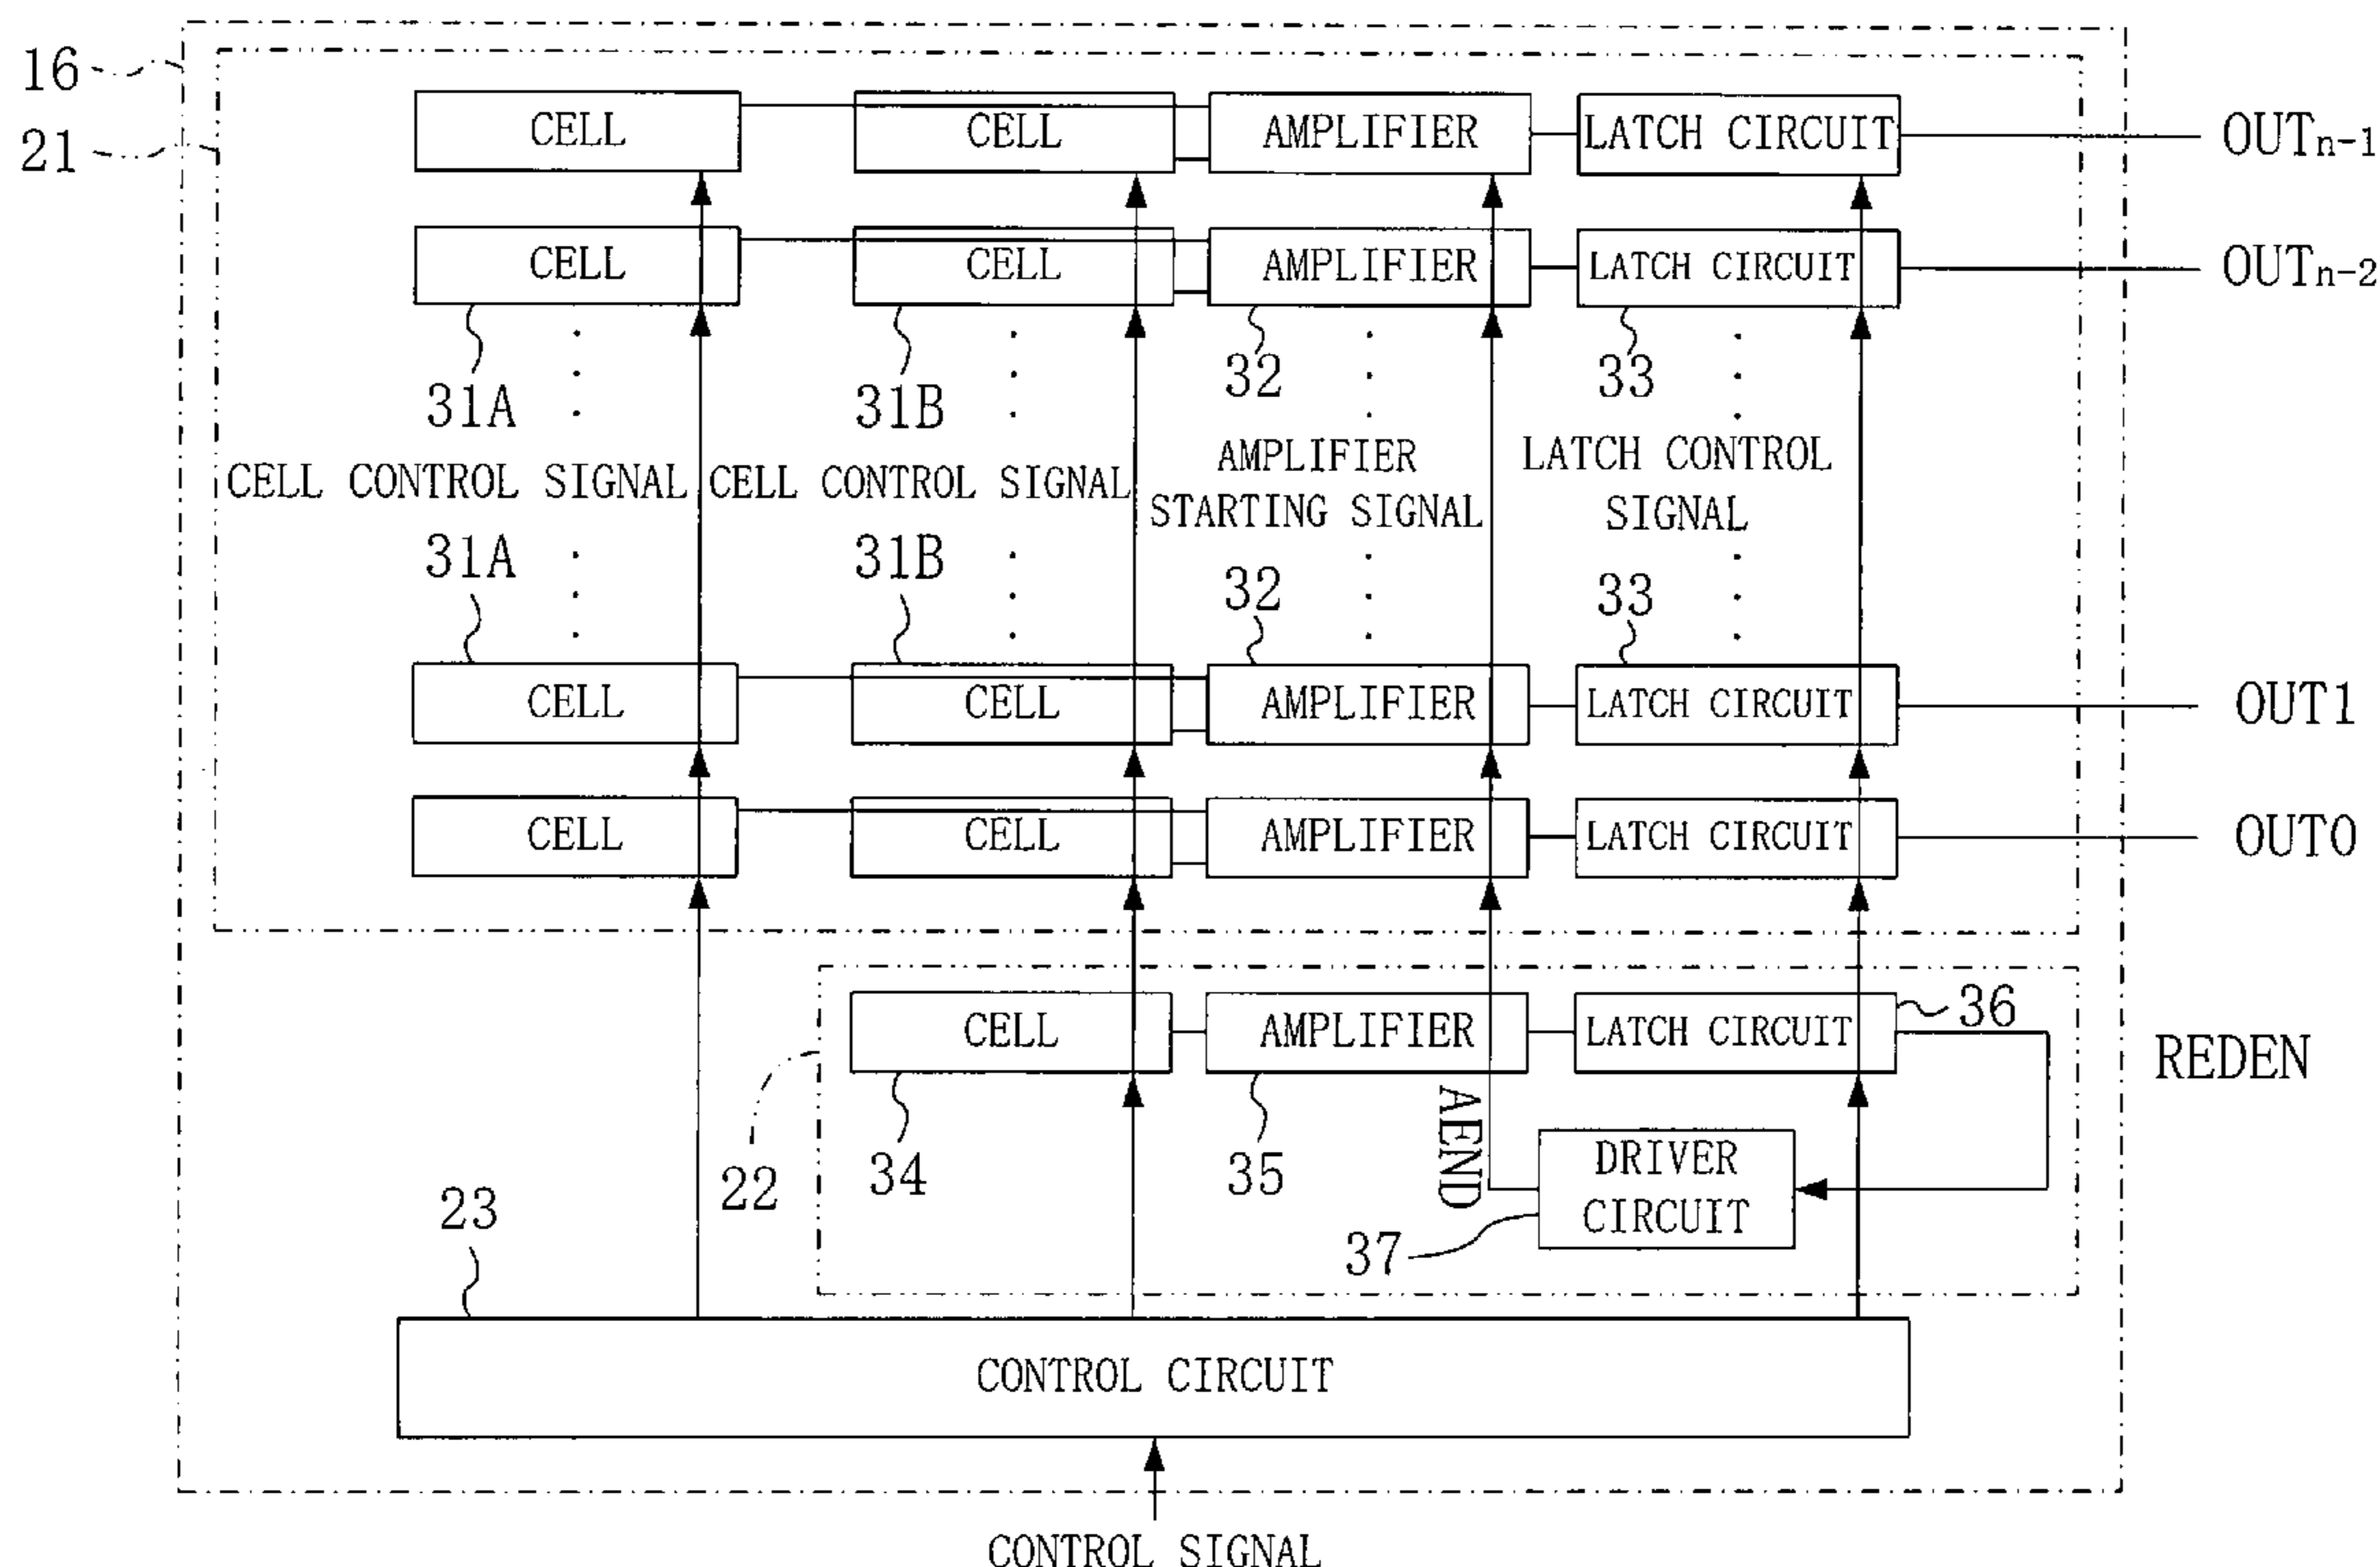 16
21
CELL CELL AMPLIFIER LATCH CIRCUIT OUTn-1
CELL CELL AMPLIFIER LATCH CIRCUIT OUTn-2
31A 31B 32 33
CELL CONTROL SIGNAL CELL CONTROL SIGNAL
AMPLIFIER
STARTING SIGNAL
LATCH CONTROL
SIGNAL
31A 31B 32 33
CELL CELL AMPLIFIER LATCH CIRCUIT OUT1
CELL CELL AMPLIFIER LATCH CIRCUIT OUT0
CELL AMPLIFIER LATCH CIRCUIT 36
REDEN
22 34 35 AEND
DRIVER
CIRCUIT
37
23
CONTROL CIRCUIT
CONTROL SIGNAL